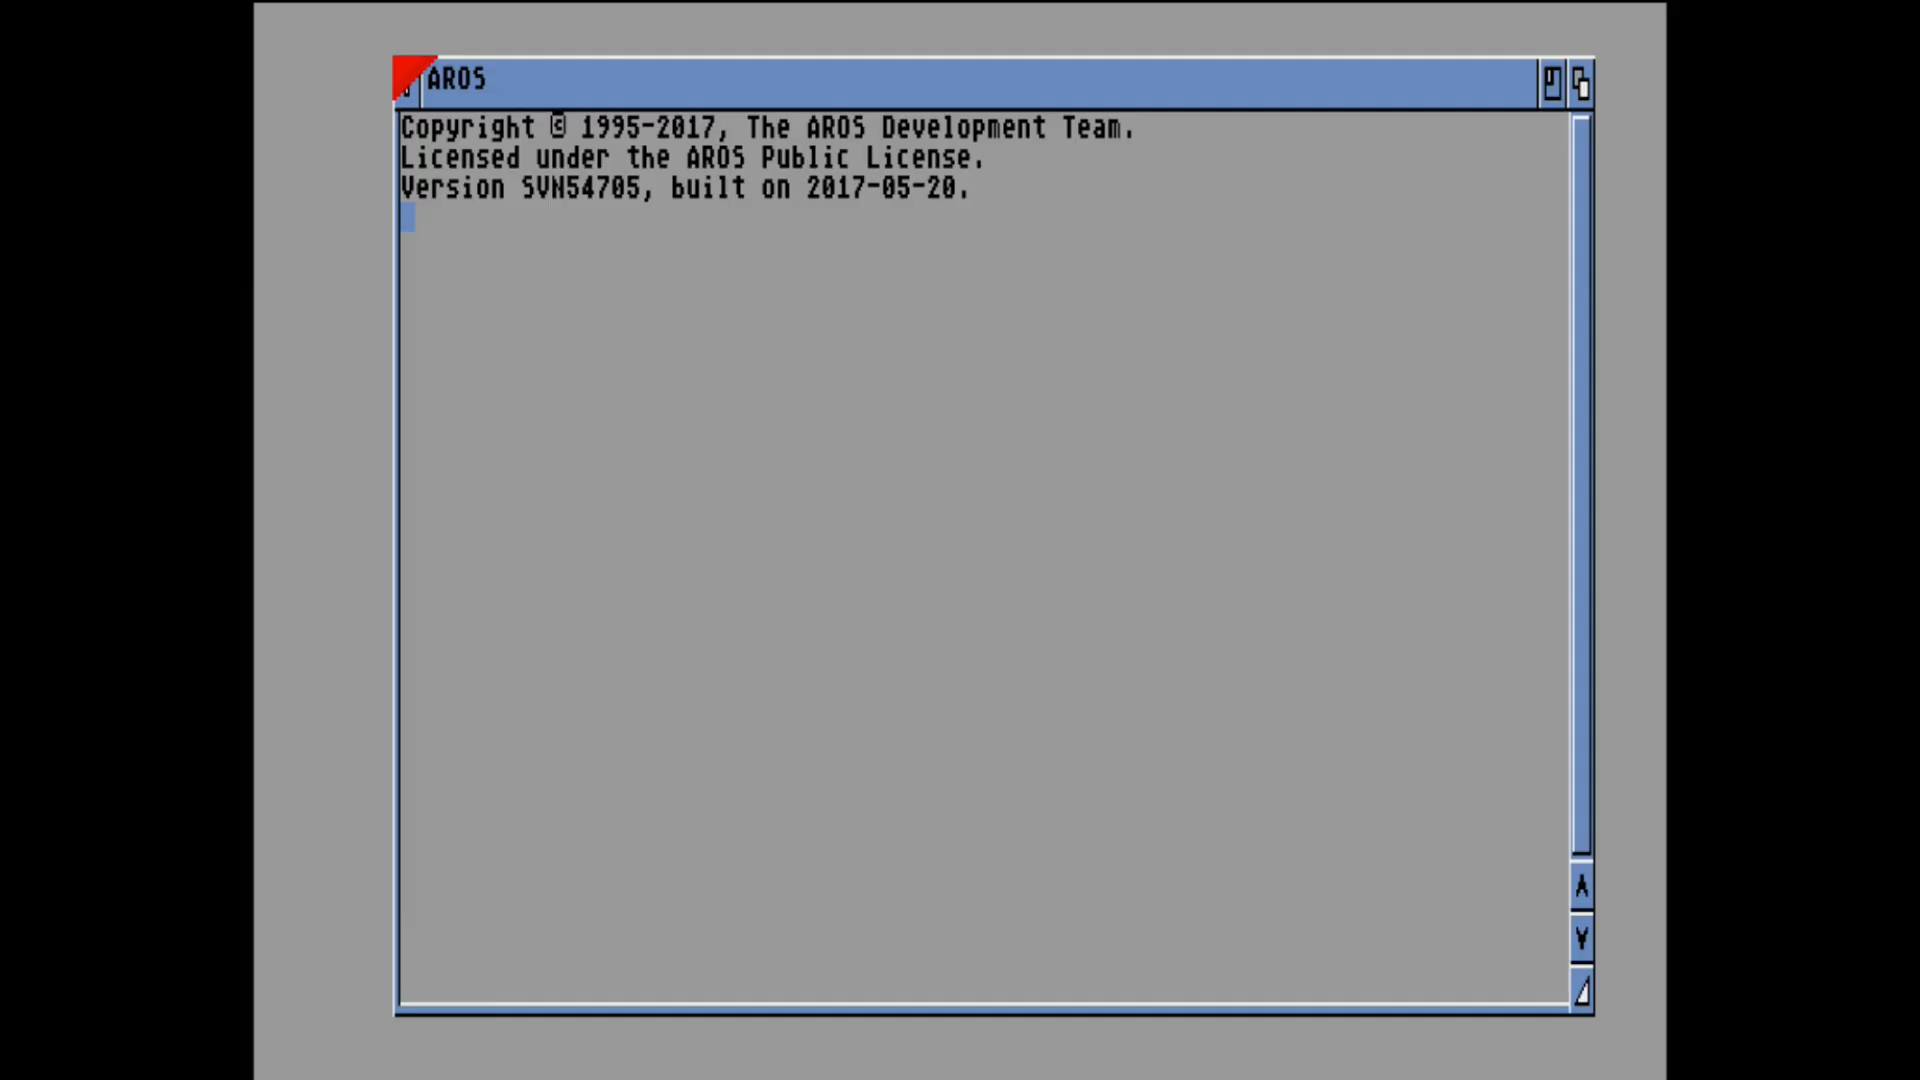 AROS
Copyright © 1995-2017, The AROS Development Team.
Licensed under the AROS Public License.
Version SVN54705, built on 2017-05-20.